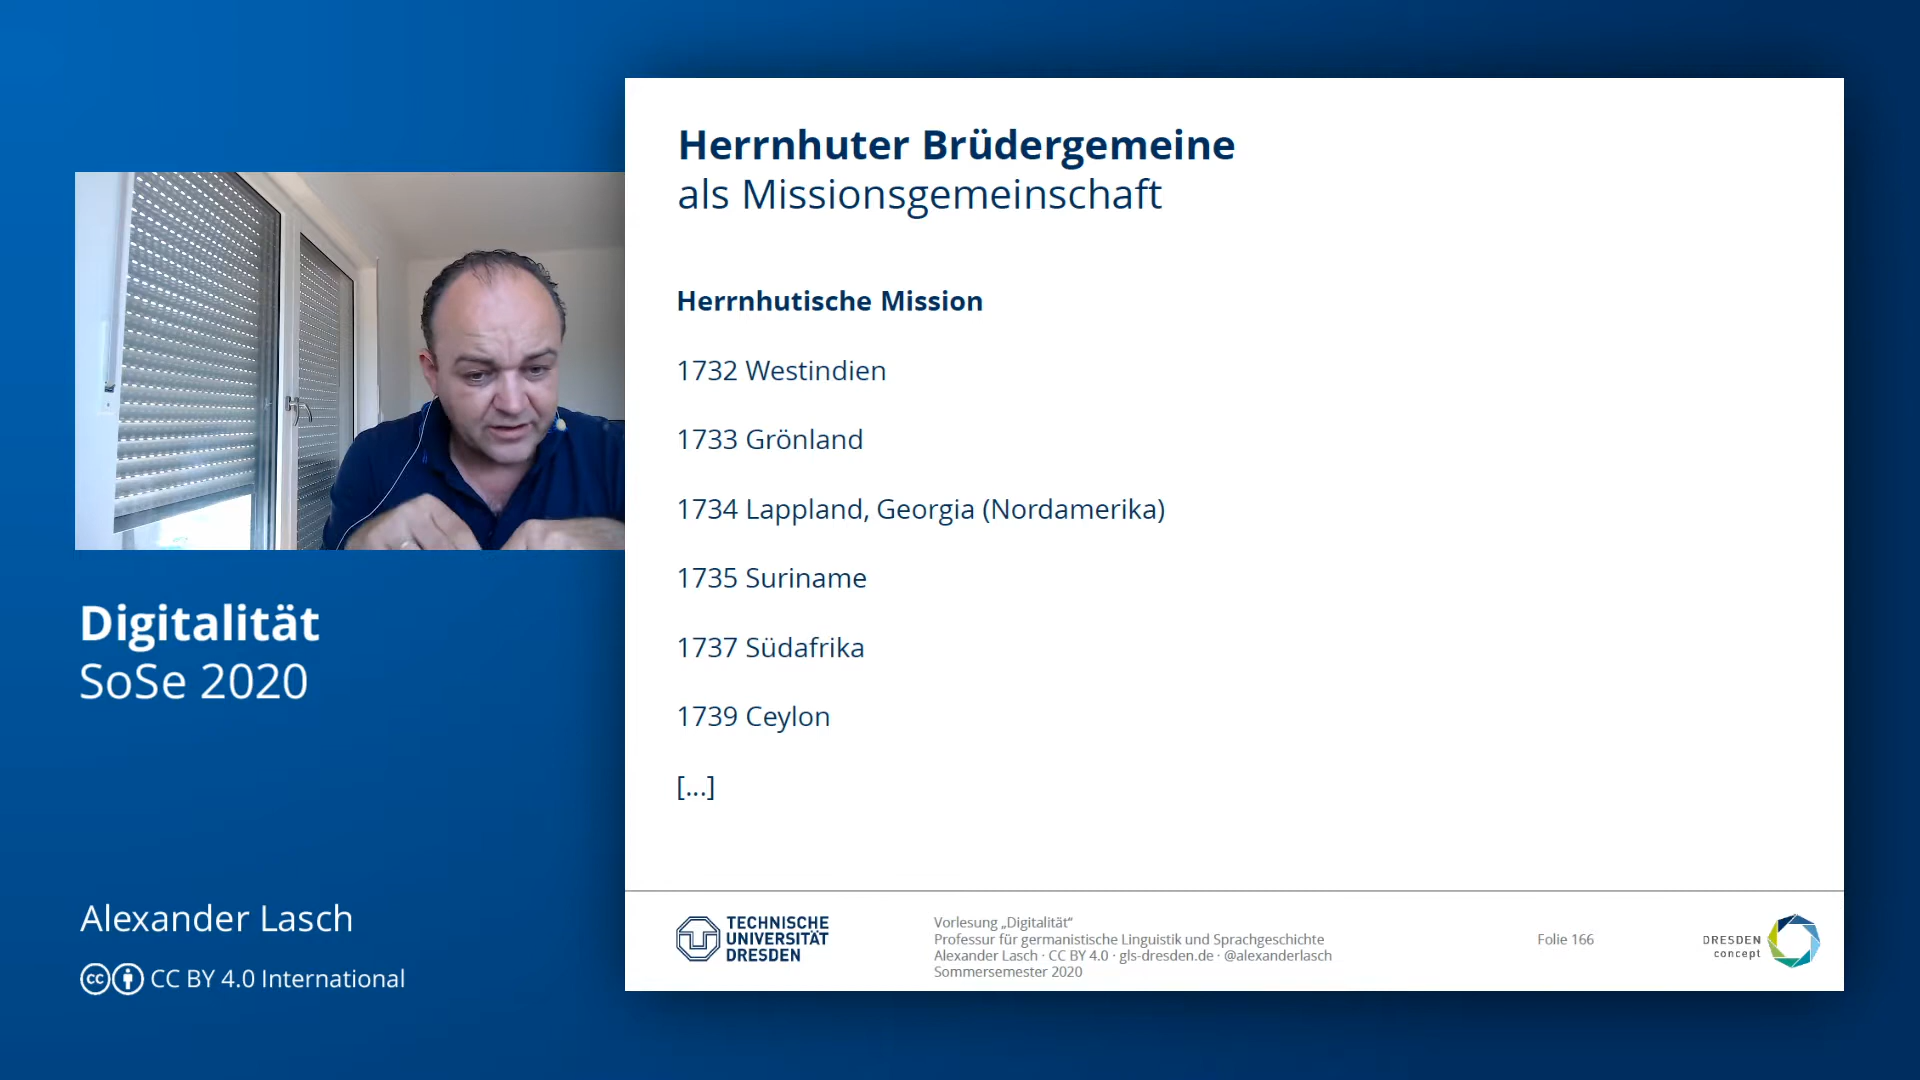 Herrnhuter Brüdergemeine
als Missionsgemeinschaft
Herrnhutische Mission
1732 Westindien
1733 Grönland
1734 Lappland, Georgia (Nordamerika)
1735 Suriname
1737 Südafrika
1739 Ceylon
[...]
Digitalität
SoSe 2020
Alexander Lasch
CC BY 4.0 International
TECHNISCHE
UNIVERSITÄT
DRESDEN
Vorlesung „Digitalität“
Professur für germanistische Linguistik und Sprachgeschichte
Alexander Lasch · CC BY 4.0 · gls-dresden.de · @alexanderlasch
Sommersemester 2020
Folie 166
DRESDEN
concept